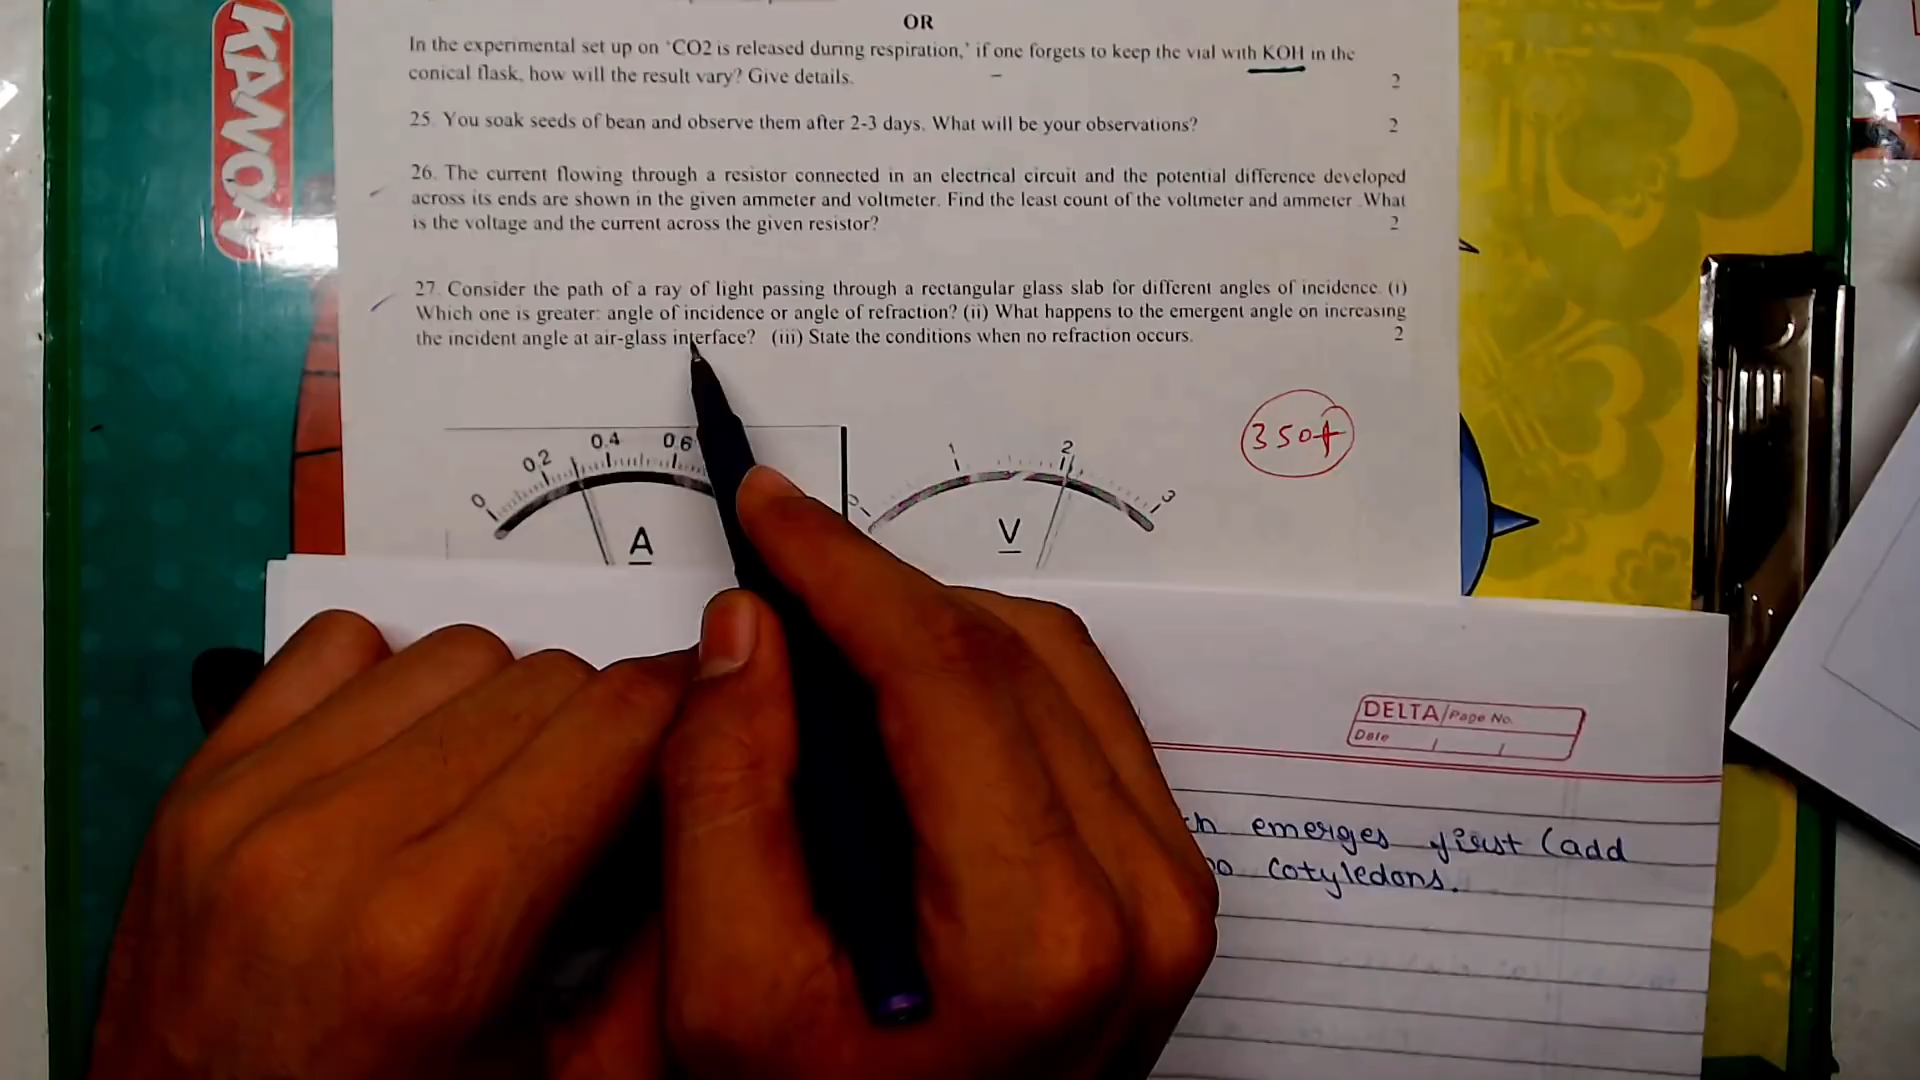 KANO
OR
In the experimental set up on 'CO2 is released during respiration,' if one forgets to keep the vial with KOH in the
conical flask, how will the result vary? Give details. 2
25. You soak seeds of bean and observe them after 2-3 days. What will be your observations? 2
26. The current flowing through a resistor connected in an electrical circuit and the potential difference developed
across its ends are shown in the given ammeter and voltmeter. Find the least count of the voltmeter and ammeter .What
is the voltage and the current across the given resistor? 2
27. Consider the path of a ray of light passing through a rectangular glass slab for different angles of incidence. (i)
Which one is greater: angle of incidence or angle of refraction? (ii) What happens to the emergent angle on increasing
the incident angle at air-glass interface? (iii) State the conditions when no refraction occurs. 2
0 0.2 0.4 0.6
A
0 1 2 3
V
350+
DELTA/Page No.
Date / /
emerges first (add
cotyledons.